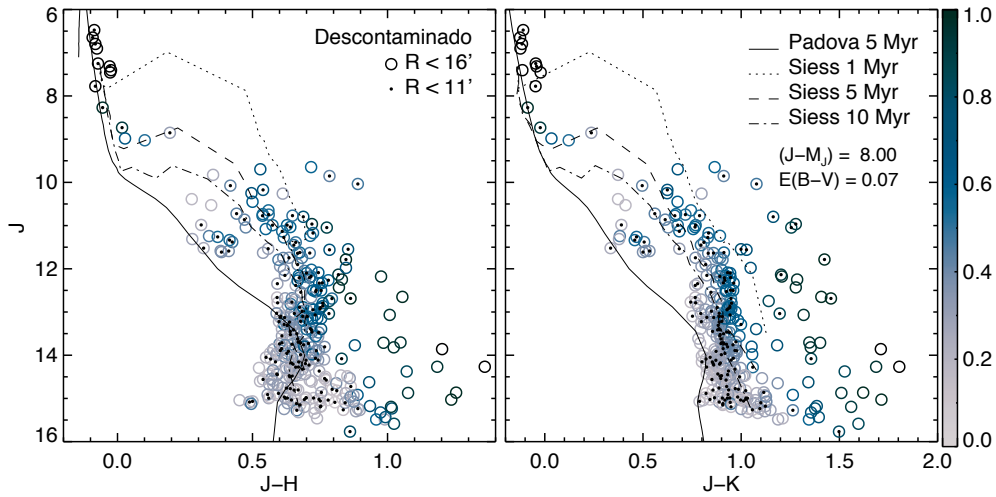 6
8
10
12
14
16
J
0.0
0.5
1.0
J−H
Descontaminado
R < 16'
R < 11'
0.0
0.5
1.0
1.5
2.0
J−K
Padova 5 Myr
Siess 1 Myr
Siess 5 Myr
Siess 10 Myr
(J−M_J) = 8.00
E(B−V) = 0.07
1.0
0.8
0.6
0.4
0.2
0.0